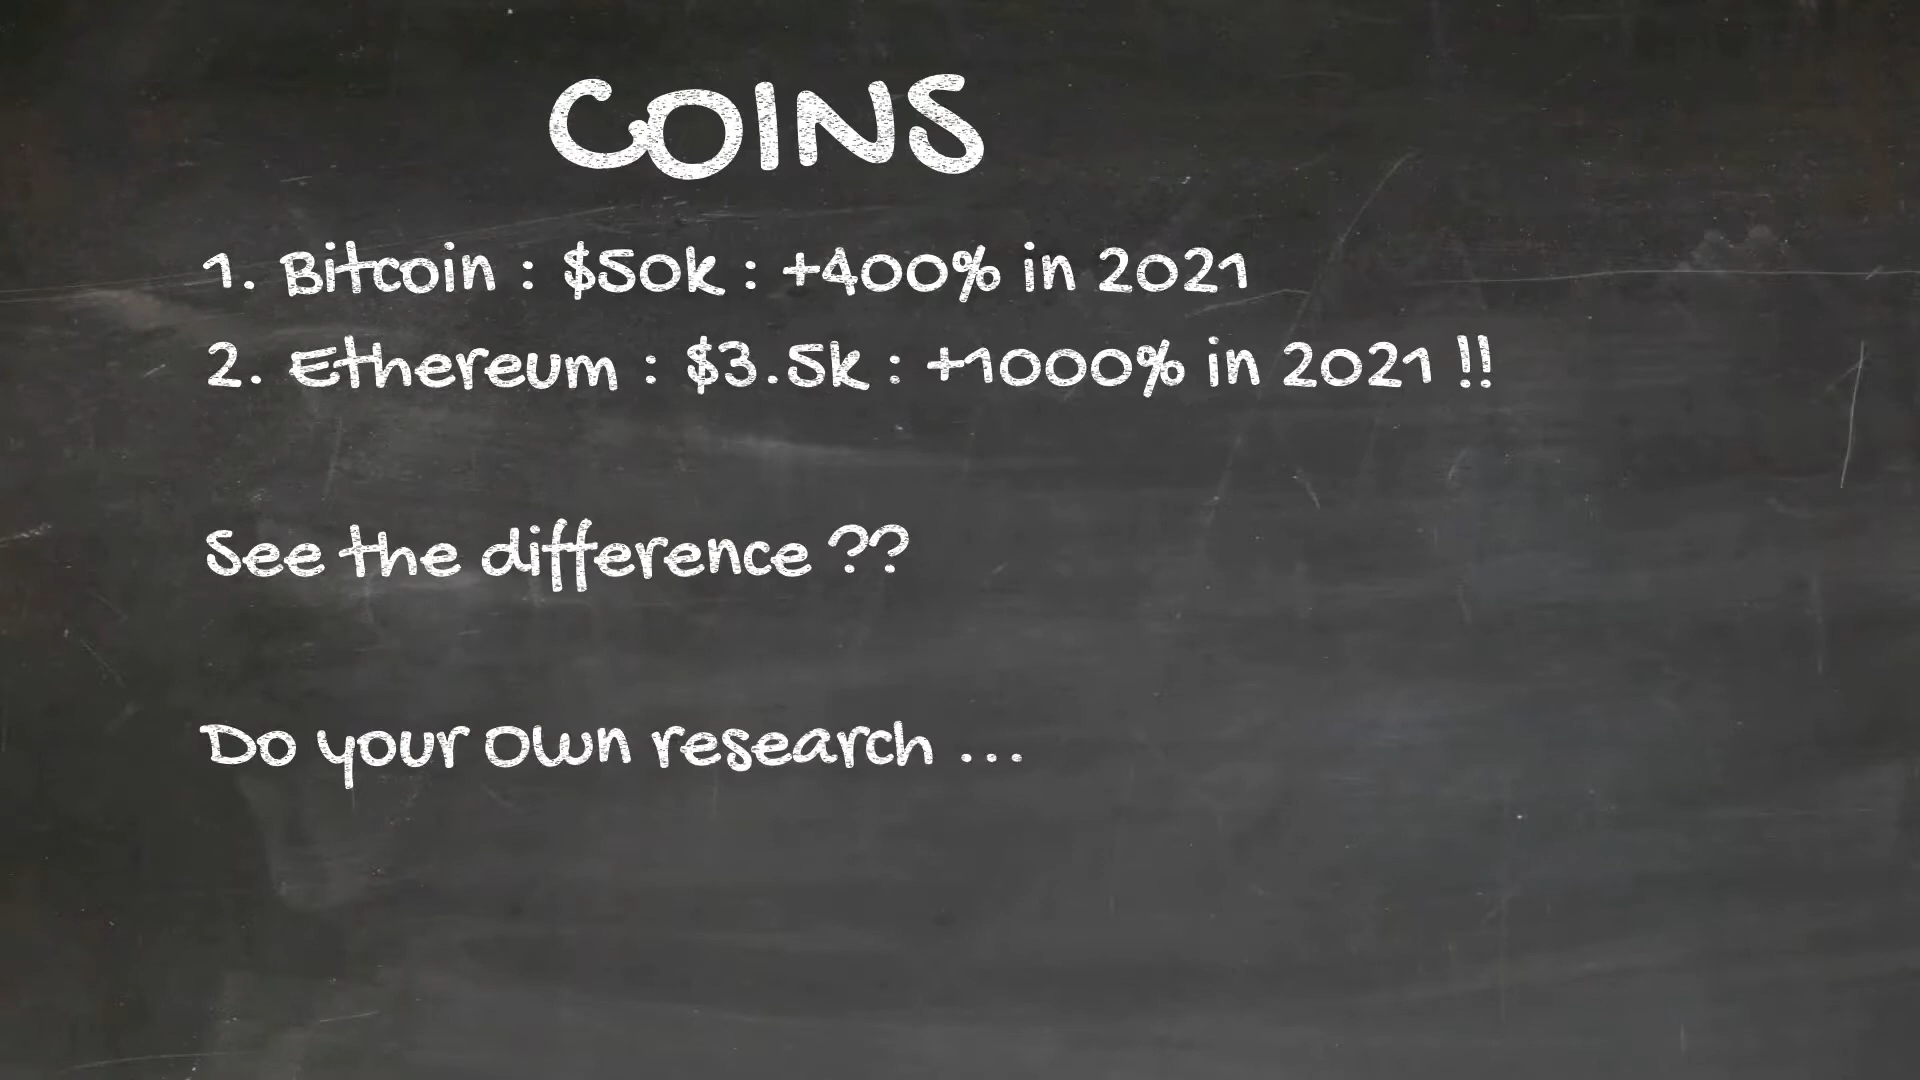 COINS
1. Bitcoin : $50k : +400% in 2021
2. Ethereum : $3.5k : +1000% in 2021 !!
See the difference ??
Do your own research ...